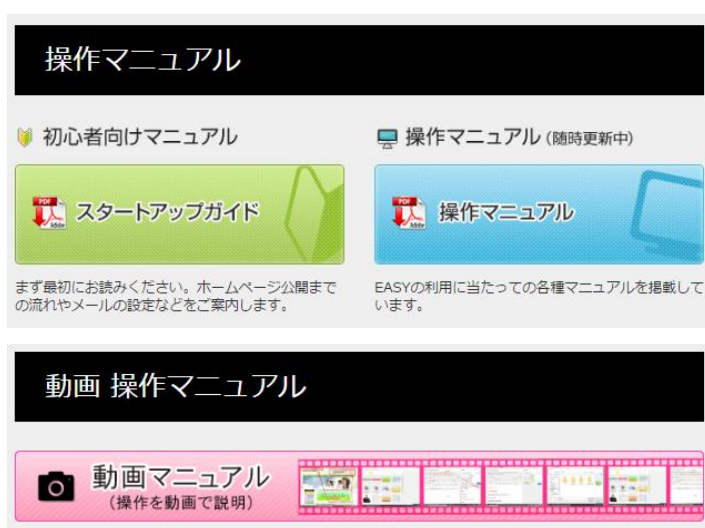 操作マニュアル
初心者向けマニュアル
操作マニュアル(随時更新中)
PDF
Adobe
スタートアップガイド
PDF
Adobe
操作マニュアル
まず最初にお読みください。ホームページ公開まで
の流れやメールの設定などをご案内します。
EASYの利用に当たっての各種マニュアルを掲載して
います。
動画 操作マニュアル
動画マニュアル
(操作を動画で説明)